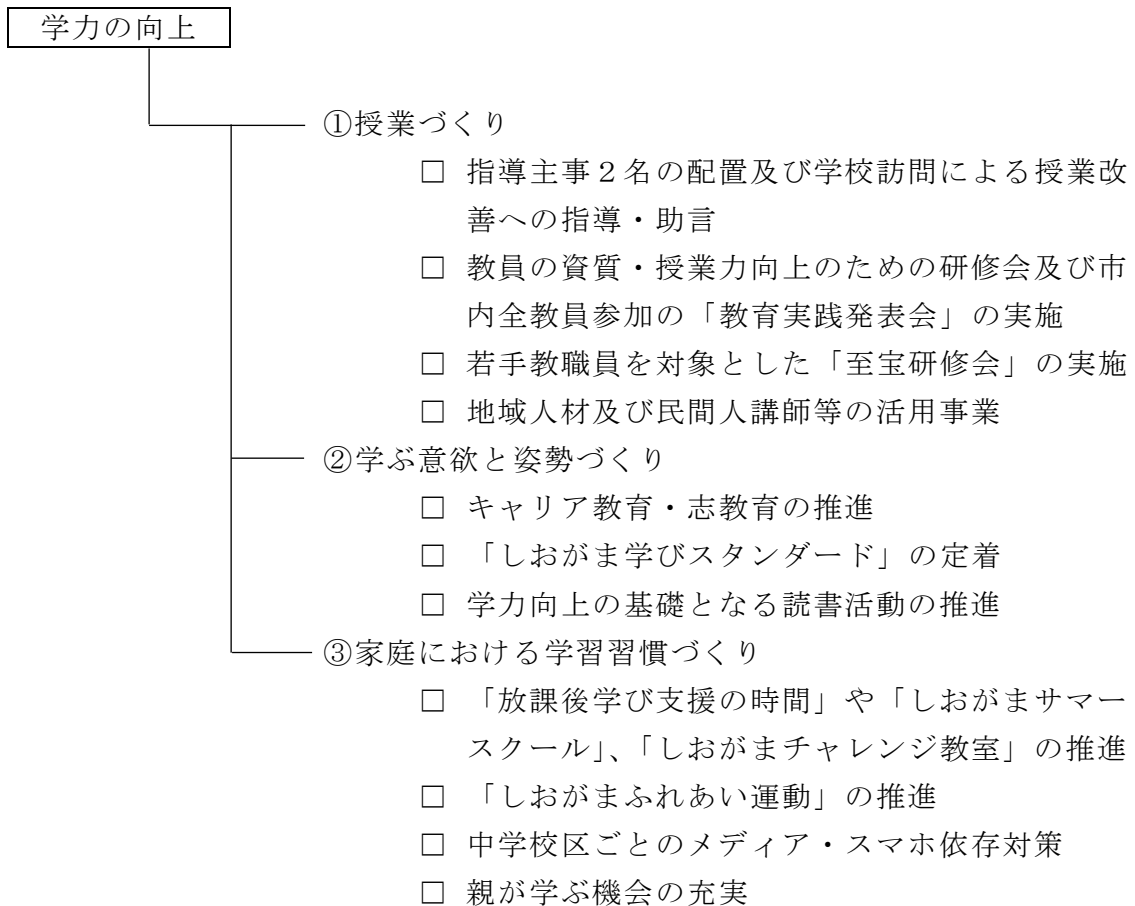 学力の向上
①授業づくり
□ 指導主事２名の配置及び学校訪問による授業改
善への指導・助言
□ 教員の資質・授業力向上のための研修会及び市
内全教員参加の「教育実践発表会」の実施
□ 若手教職員を対象とした「至宝研修会」の実施
□ 地域人材及び民間人講師等の活用事業
②学ぶ意欲と姿勢づくり
□ キャリア教育・志教育の推進
□ 「しおがま学びスタンダード」の定着
□ 学力向上の基礎となる読書活動の推進
③家庭における学習習慣づくり
□ 「放課後学び支援の時間」や「しおがまサマー
スクール」、「しおがまチャレンジ教室」の推進
□ 「しおがまふれあい運動」の推進
□ 中学校区ごとのメディア・スマホ依存対策
□ 親が学ぶ機会の充実